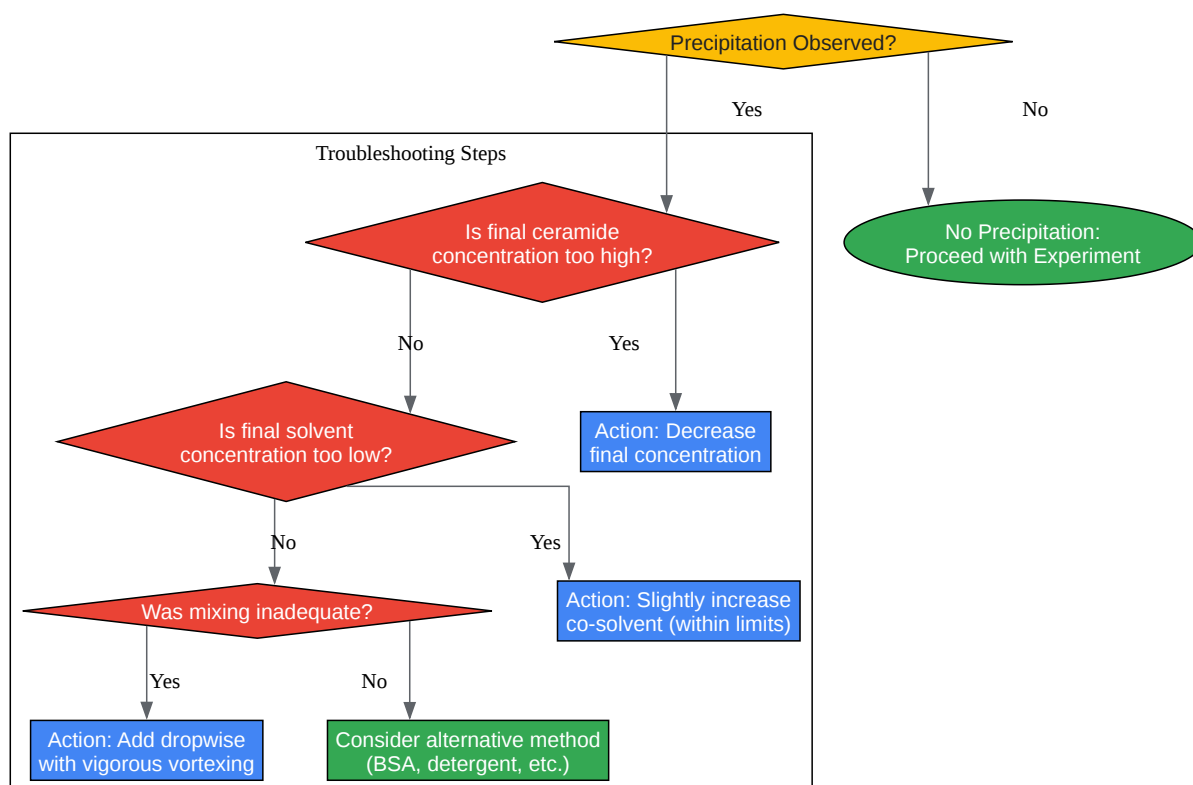 Precipitation Observed?
Yes
No
Troubleshooting Steps
Is final ceramide
concentration too high?
No Precipitation:
Proceed with Experiment
No
Yes
Is final solvent
concentration too low?
Action: Decrease
final concentration
No
Yes
Was mixing inadequate?
Action: Slightly increase
co-solvent (within limits)
Yes
No
Action: Add dropwise
with vigorous vortexing
Consider alternative method
(BSA, detergent, etc.)